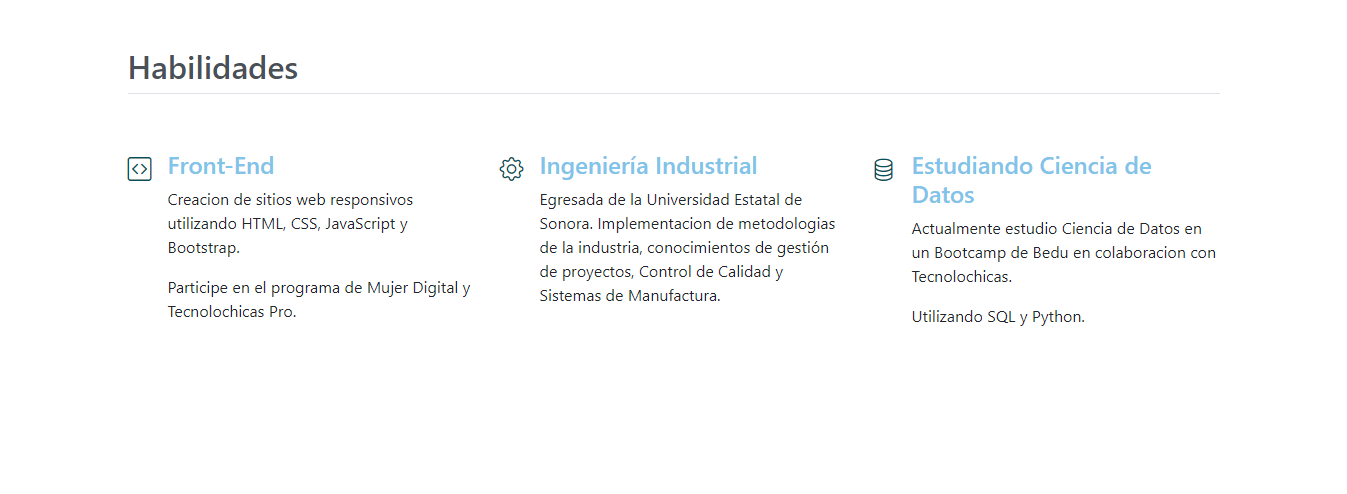 Habilidades
Front-End
Creacion de sitios web responsivos
utilizando HTML, CSS, JavaScript y
Bootstrap.
Participe en el programa de Mujer Digital y
Tecnolochicas Pro.
Ingeniería Industrial
Egresada de la Universidad Estatal de
Sonora. Implementacion de metodologias
de la industria, conocimientos de gestión
de proyectos, Control de Calidad y
Sistemas de Manufactura.
Estudiando Ciencia de
Datos
Actualmente estudio Ciencia de Datos en
un Bootcamp de Bedu en colaboracion con
Tecnolochicas.
Utilizando SQL y Python.